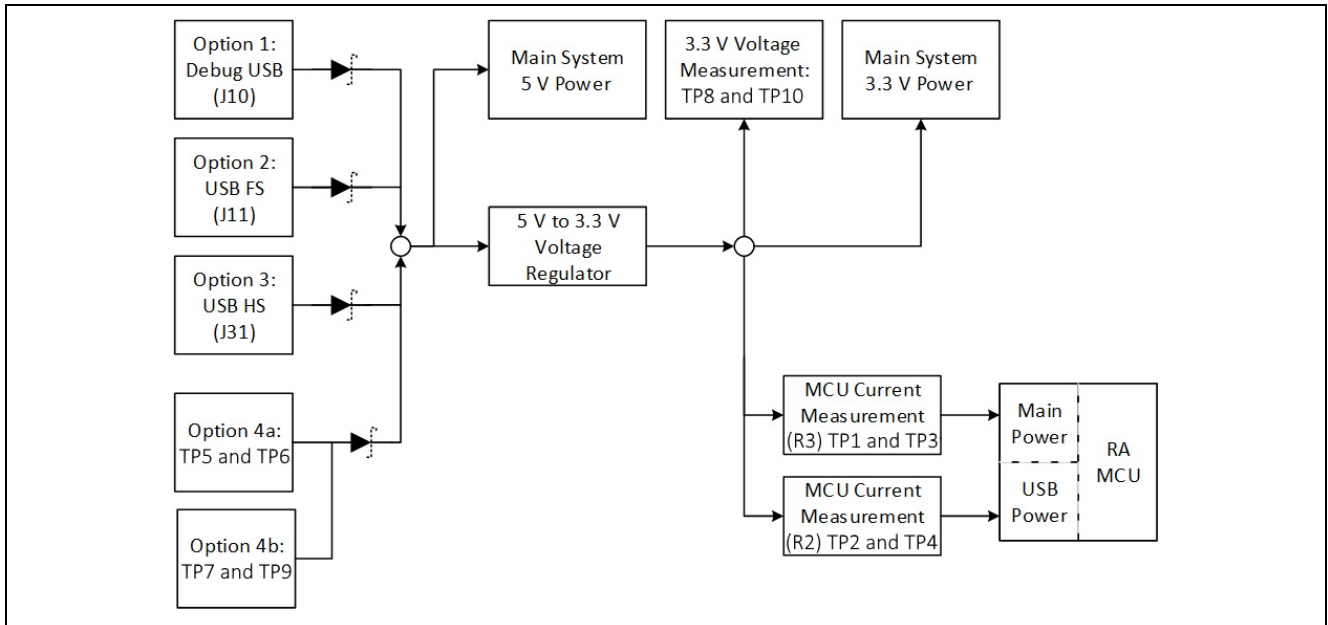 Option 1:
Debug USB
(J10)
Main System
5 V Power
3.3 V Voltage
Measurement:
TP8 and TP10
Main System
3.3 V Power
Option 2:
USB FS
(J11)
5 V to 3.3 V
Voltage
Regulator
Option 3:
USB HS
(J31)
Option 4a:
TP5 and TP6
MCU Current
Measurement
(R3) TP1 and TP3
Main
Power
RA
MCU
USB
Power
MCU Current
Measurement
(R2) TP2 and TP4
Option 4b:
TP7 and TP9